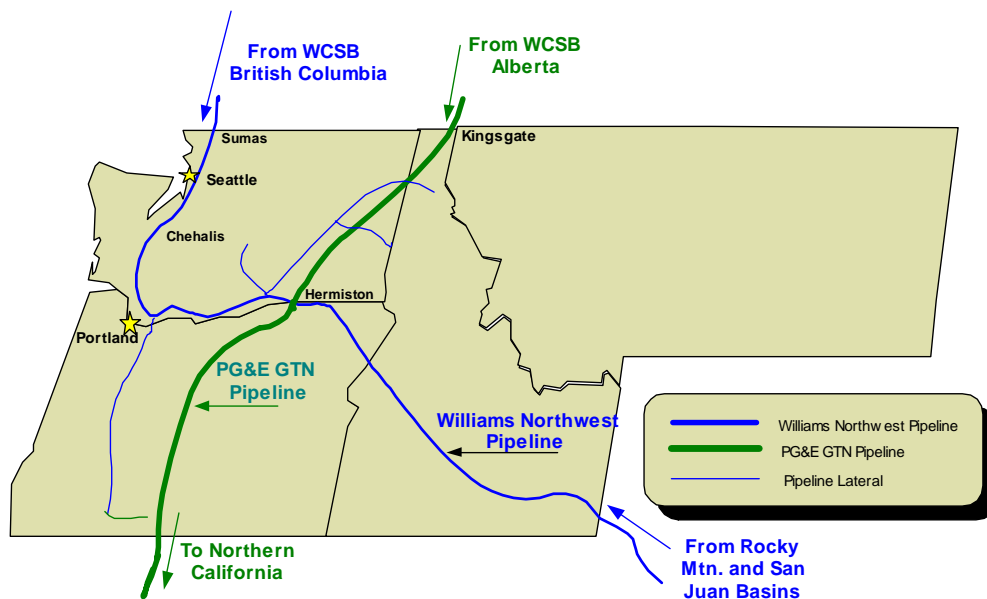 From WCSB
British Columbia
From WCSB
Alberta
Sumas
Kingsgate
Seattle
Chehalis
Hermiston
Portland
PG&E GTN
Pipeline
Williams Northwest
Pipeline
Williams Northwest Pipeline
PG&E GTN Pipeline
Pipeline Lateral
To Northern
California
From Rocky
Mtn. and San
Juan Basins